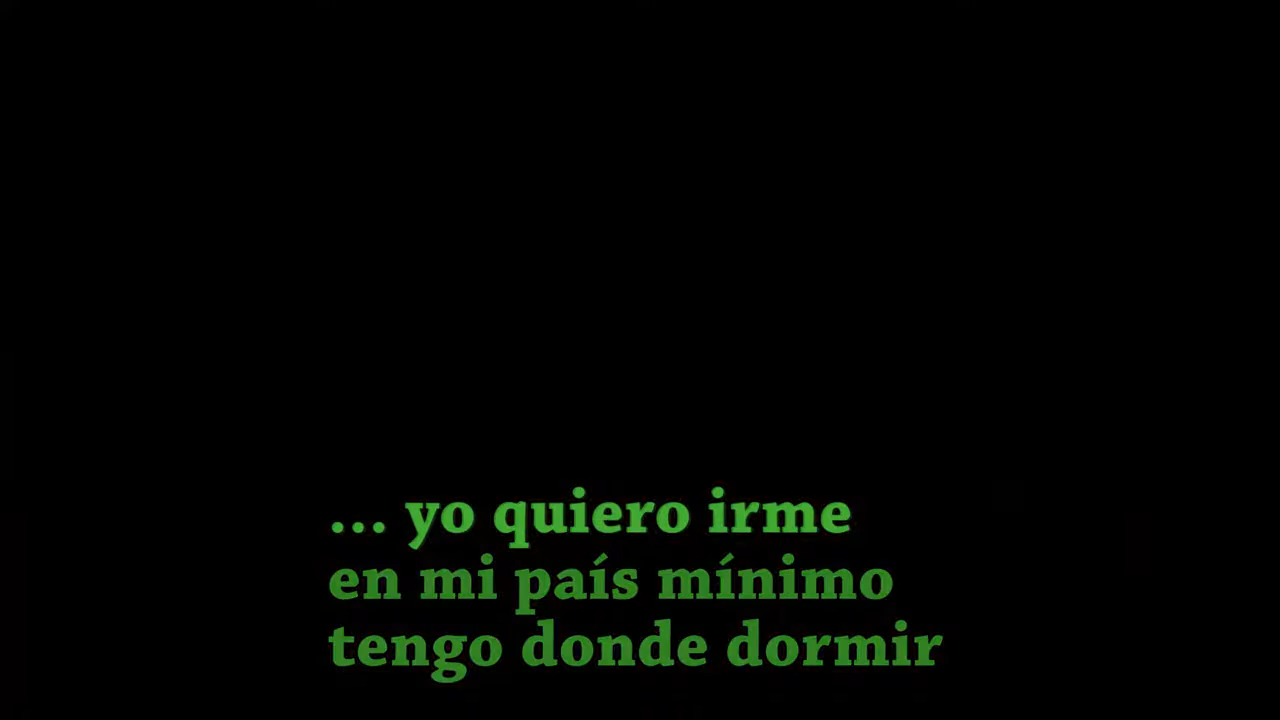 ... yo quiero irme
en mi país mínimo
tengo donde dormir